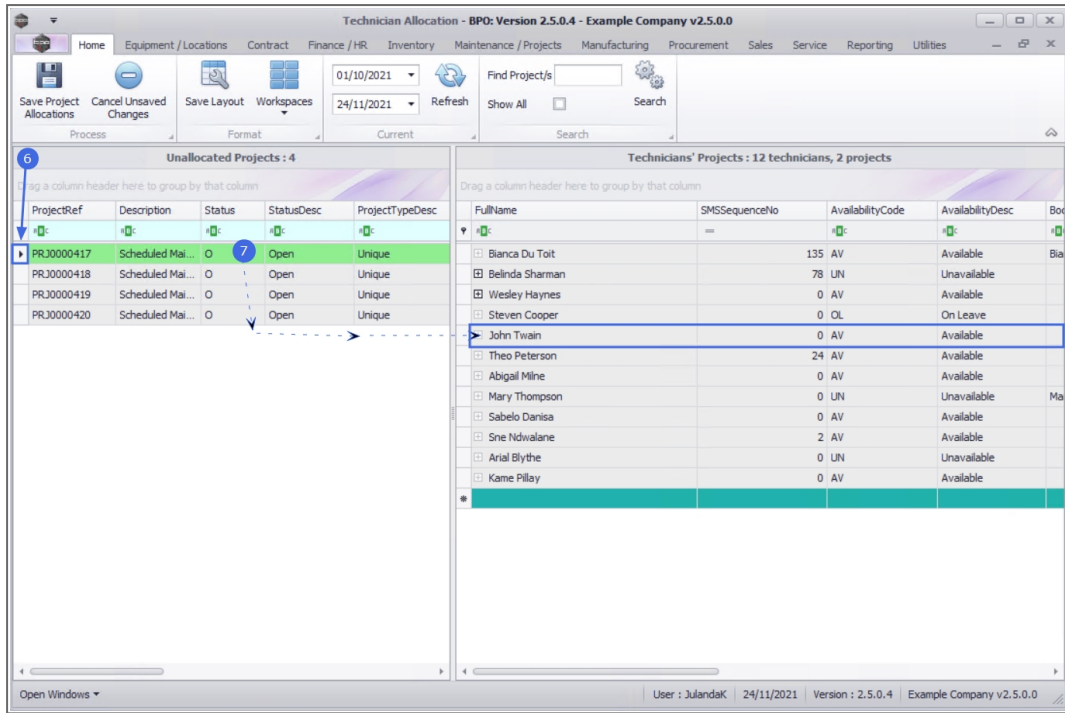 Technician Allocation - BPO: Version 2.5.0.4 - Example Company v2.5.0.0
Home Equipment / Locations Contract Finance / HR Inventory Maintenance / Projects Manufacturing Procurement Sales Service Reporting Utilities
Save Project Allocations
Cancel Unsaved Changes
Save Layout
Workspaces
01/10/2021
24/11/2021
Refresh
Find Project/s
Show All
Search
Process Format Current Search
6 Unallocated Projects : 4
Technicians' Projects : 12 technicians, 2 projects
Drag a column header here to group by that column
Drag a column header here to group by that column
ProjectRef Description Status StatusDesc ProjectTypeDesc
FullName SMSSequenceNo AvailabilityCode AvailabilityDesc Boo
7
PRJ0000417 Scheduled Mai... O Open Unique
PRJ0000418 Scheduled Mai... O Open Unique
PRJ0000419 Scheduled Mai... O Open Unique
PRJ0000420 Scheduled Mai... O Open Unique
Bianca Du Toit 135 AV Available Bia
Belinda Sharman 78 UN Unavailable
Wesley Haynes 0 AV Available
Steven Cooper 0 OL On Leave
John Twain 0 AV Available
Theo Peterson 24 AV Available
Abigail Milne 0 AV Available
Mary Thompson 0 UN Unavailable Ma
Sabelo Danisa 0 AV Available
Sne Ndwalane 2 AV Available
Arial Blythe 0 UN Unavailable
Kame Pillay 0 AV Available
Open Windows
User : JulandaK 24/11/2021 Version : 2.5.0.4 Example Company v2.5.0.0